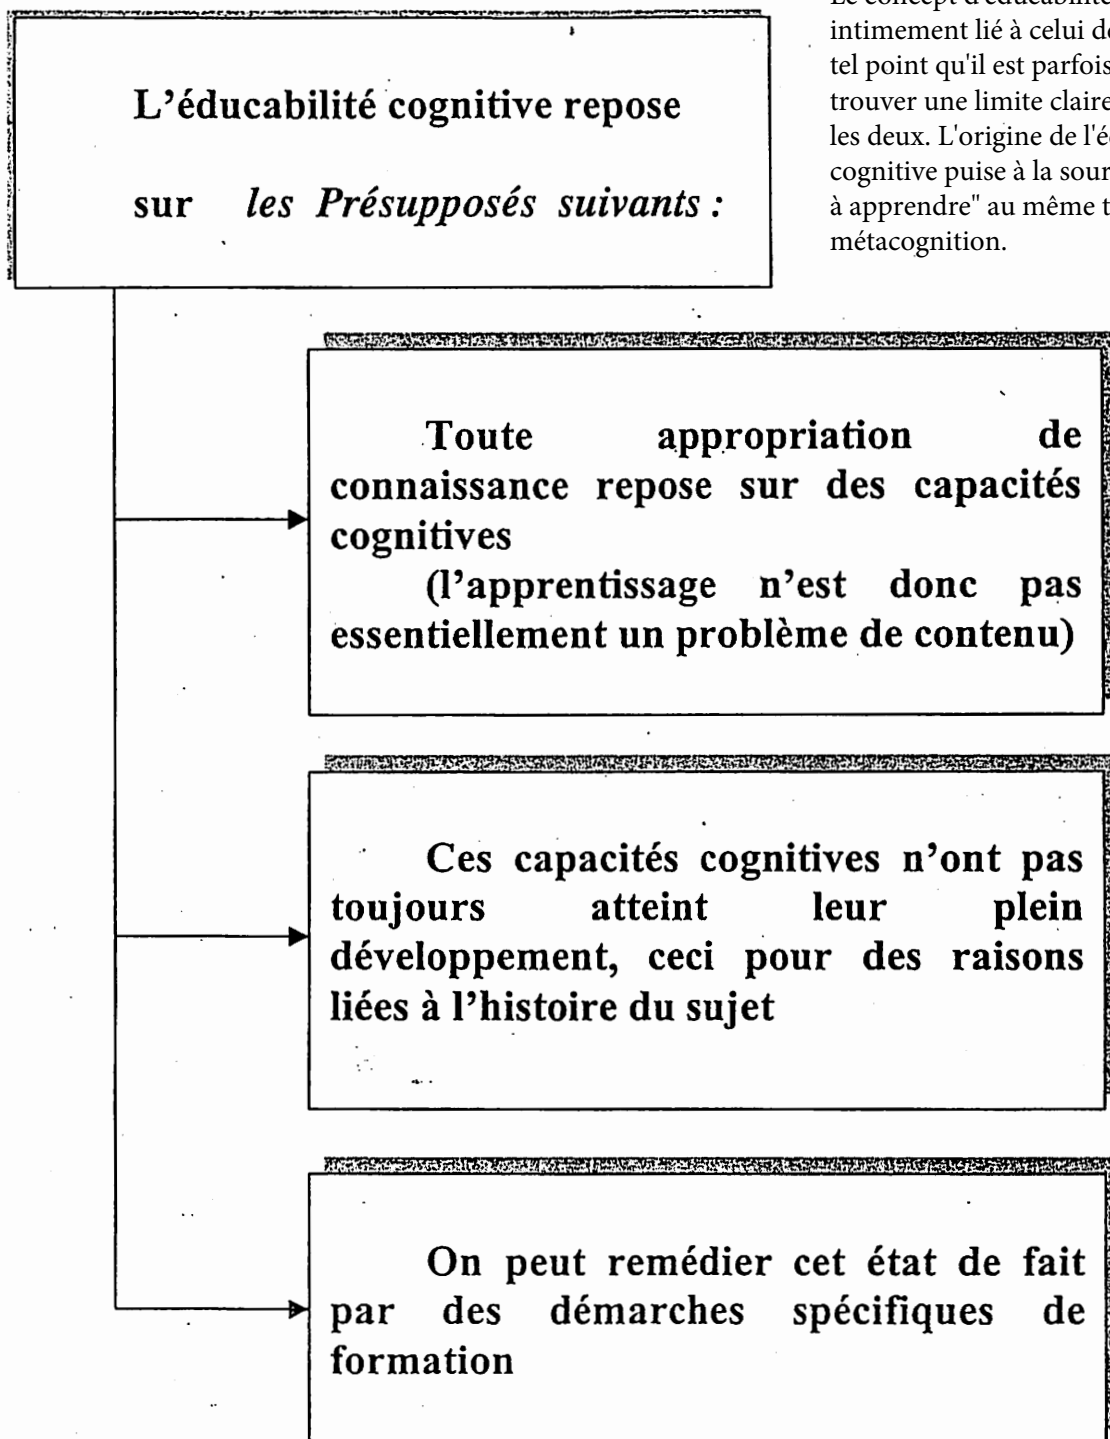 L’éducabilité cognitive repose
sur les Présupposés suivants :
intimement lié à celui de
tel point qu'il est parfois
trouver une limite claire
les deux. L'origine de l'é
cognitive puise à la sour
à apprendre" au même t
métacognition.
Toute appropriation de
connaissance repose sur des capacités
cognitives
(l’apprentissage n’est donc pas
essentiellement un problème de contenu)
Ces capacités cognitives n’ont pas
toujours atteint leur plein
développement, ceci pour des raisons
liées à l’histoire du sujet
On peut remédier cet état de fait
par des démarches spécifiques de
formation